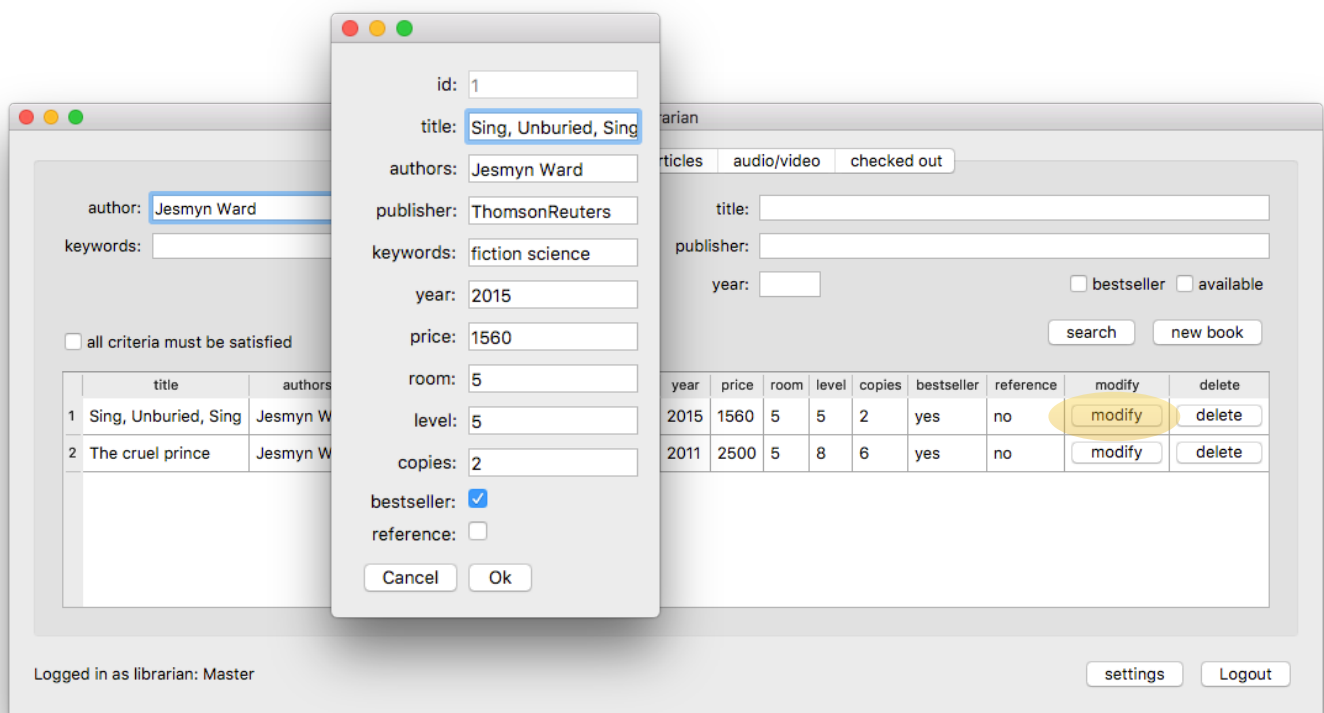 id: 1
title: Sing, Unburied, Sing
authors: Jesmyn Ward
publisher: ThomsonReuters
keywords: fiction science
year: 2015
price: 1560
room: 5
level: 5
copies: 2
bestseller:
reference:
Cancel Ok
rarian
rticles audio/video checked out
author: Jesmyn Ward title:
keywords: publisher:
year: bestseller available
all criteria must be satisfied search new book
title authors year price room level copies bestseller reference modify delete
1 Sing, Unburied, Sing Jesmyn W 2015 1560 5 5 2 yes no modify delete
2 The cruel prince Jesmyn W 2011 2500 5 8 6 yes no modify delete
Logged in as librarian: Master settings Logout